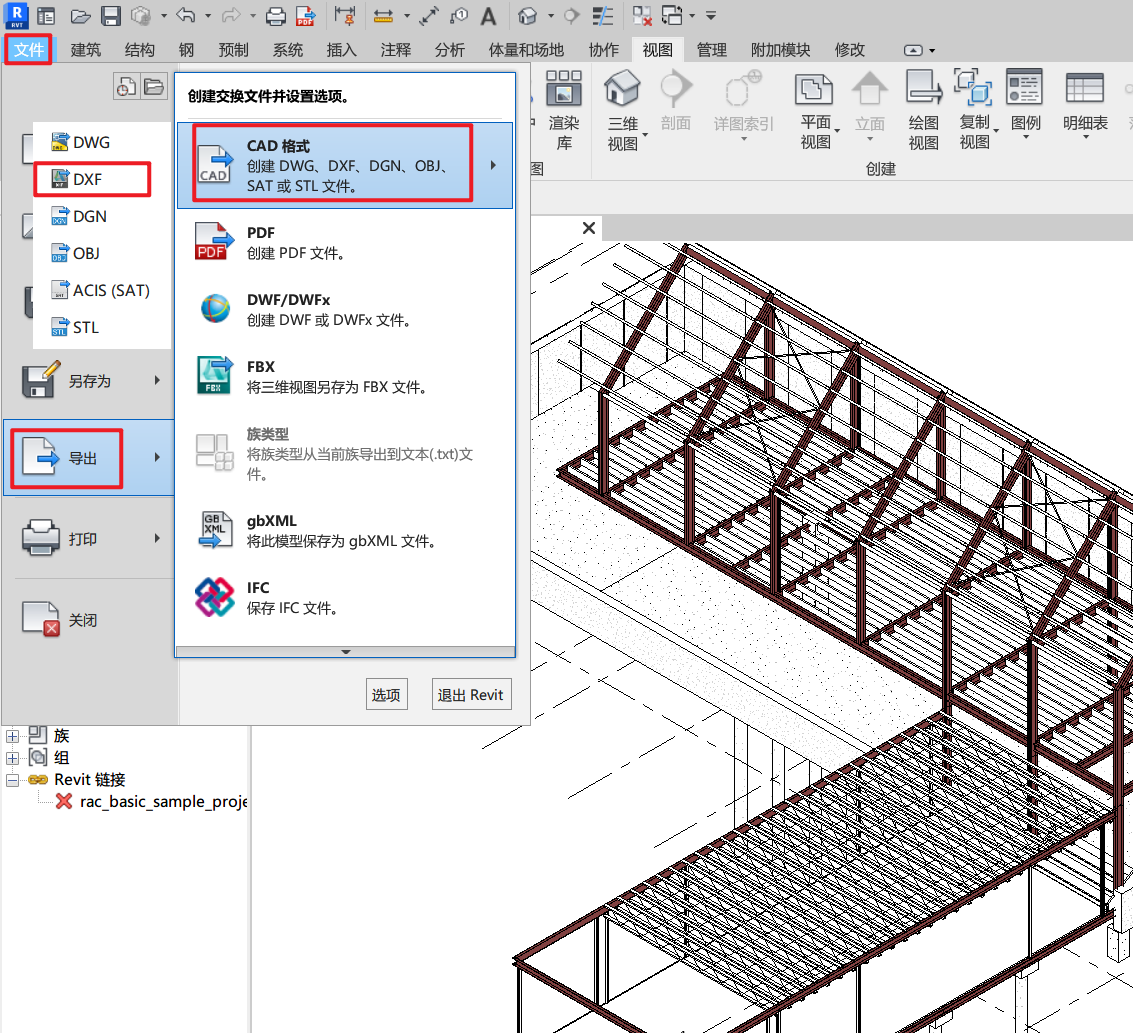 R
RVT
PDF
A
文件
建筑
结构
钢
预制
系统
插入
注释
分析
体量和场地
协作
视图
管理
附加模块
修改
创建交换文件并设置选项。
DWG
DXF
DGN
OBJ
ACIS (SAT)
STL
另存为
导出
打印
关闭
CAD
CAD 格式
创建 DWG、DXF、DGN、OBJ、
SAT 或 STL 文件。
PDF
PDF
创建 PDF 文件。
DWF/DWFx
创建 DWF 或 DWFx 文件。
FBX
FBX
将三维视图另存为 FBX 文件。
族类型
将族类型从当前族导出到文本(.txt)文
件。
GB
XML
gbXML
将此模型保存为 gbXML 文件。
IFC
保存 IFC 文件。
选项
退出 Revit
渲染
库
三维
视图
剖面
详图索引
平面
视图
立面
绘图
视图
复制
视图
图例
明细表
图
创建
族
组
Revit 链接
rac_basic_sample_proje